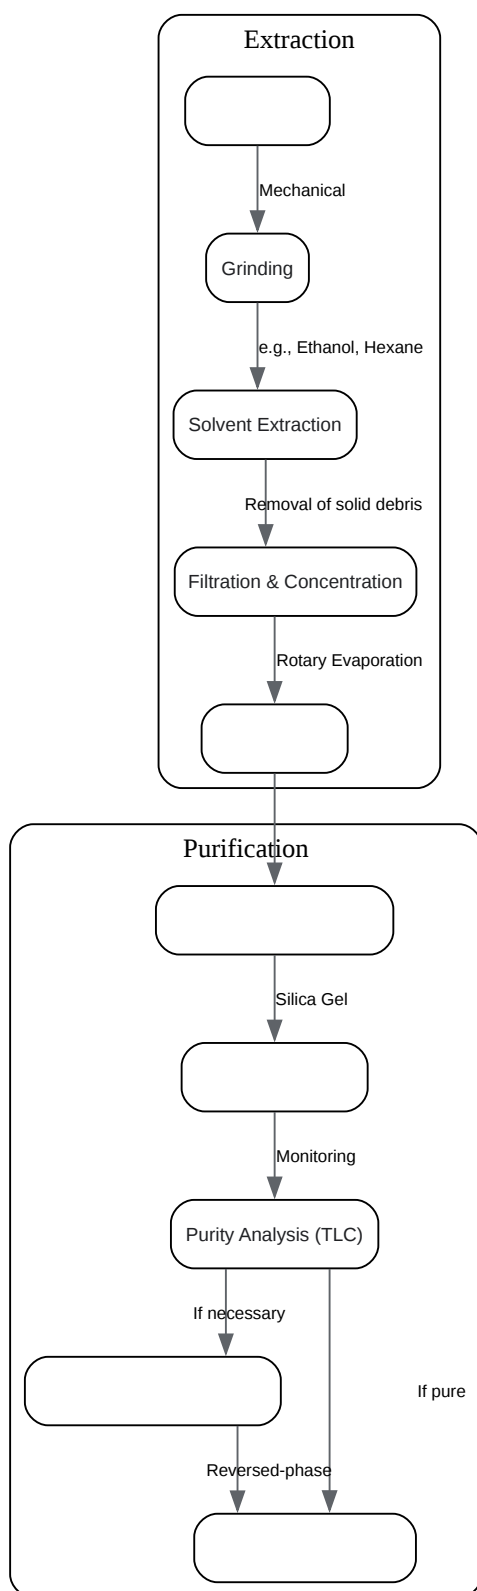 Extraction
Mechanical
Grinding
e.g., Ethanol, Hexane
Solvent Extraction
Removal of solid debris
Filtration & Concentration
Rotary Evaporation
Purification
Silica Gel
Monitoring
Purity Analysis (TLC)
If necessary
If pure
Reversed-phase